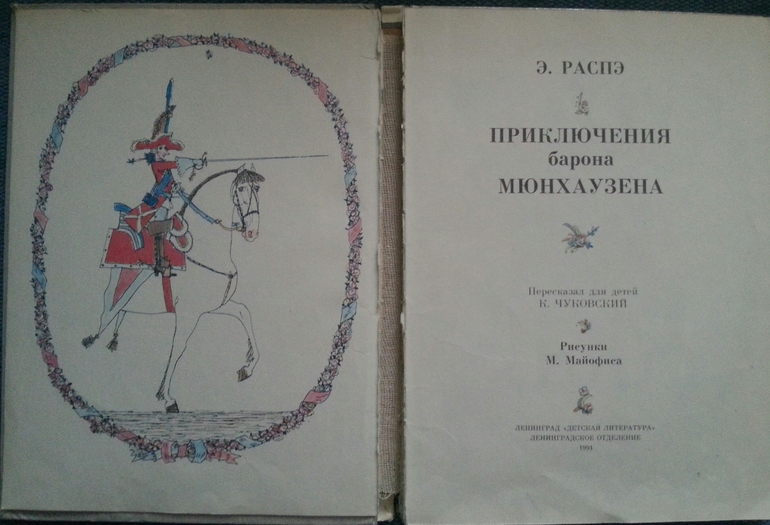 Э. РАСПЭ
ПРИКЛЮЧЕНИЯ
барона
МЮНХАУЗЕНА
Пересказал для детей
К. ЧУКОВСКИЙ
Рисунки
М. Майофиса
ЛЕНИНГРАД «ДЕТСКАЯ ЛИТЕРАТУРА»
ЛЕНИНГРАДСКОЕ ОТДЕЛЕНИЕ